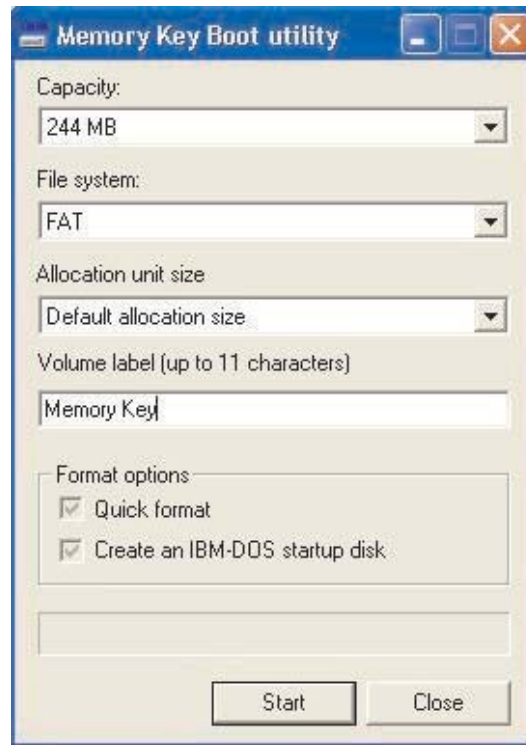 Memory Key Boot utility
Capacity:
244 MB
File system:
FAT
Allocation unit size
Default allocation size
Volume label (up to 11 characters)
Memory Key
Format options
Quick format
Create an IBM-DOS startup disk
Start Close